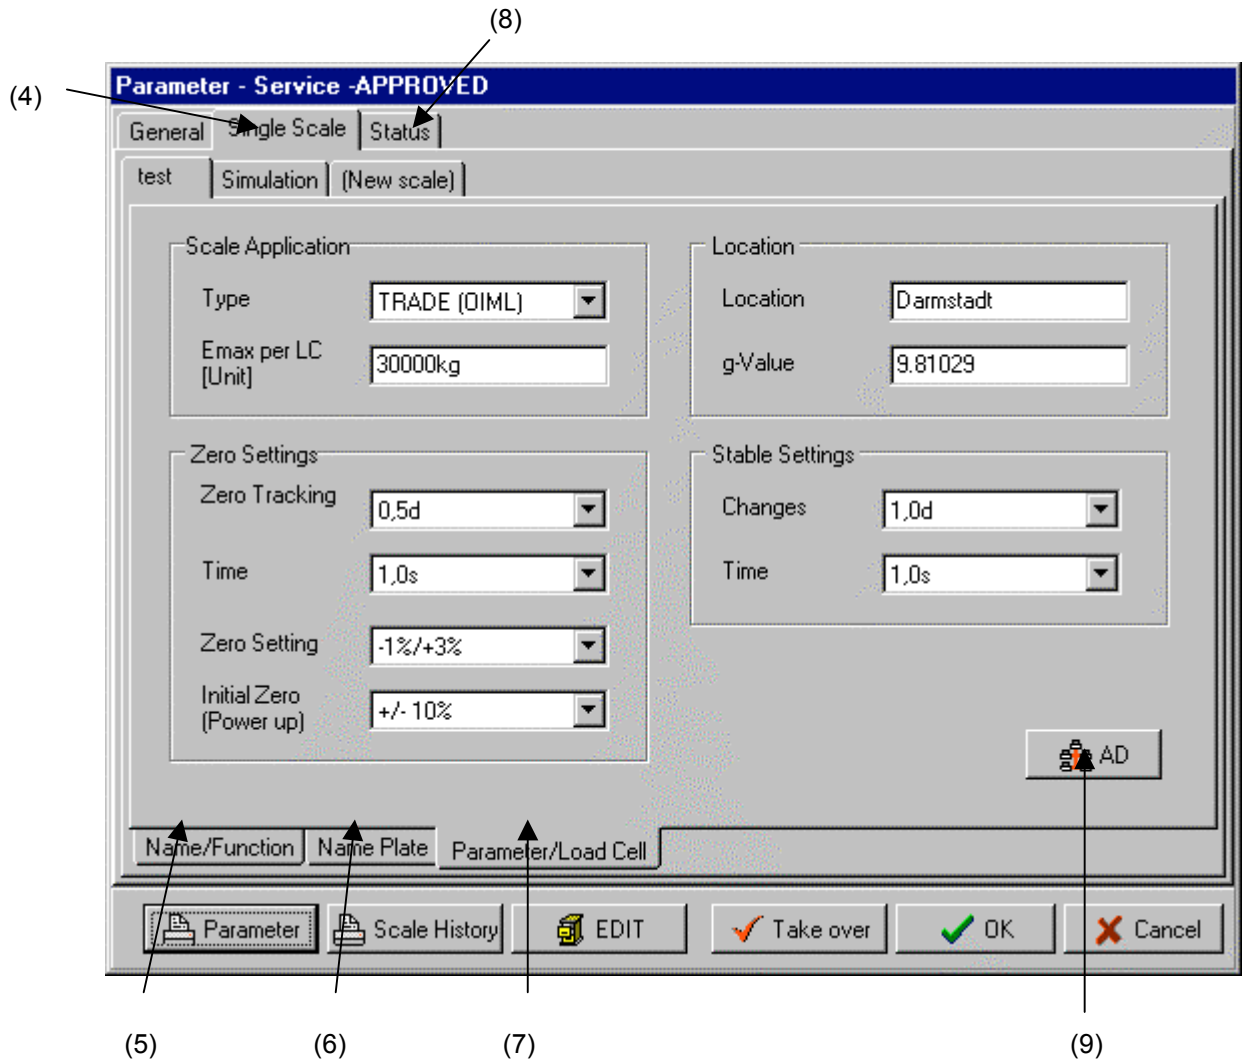 (8)
(4)
Parameter - Service -APPROVED
General Single Scale Status
test Simulation (New scale)
Scale Application
Type TRADE (OIML)
Emax per LC
[Unit] 30000kg
Location
Location Darmstadt
g-Value 9.81029
Zero Settings
Zero Tracking 0,5d
Time 1,0s
Zero Setting -1%/+3%
Initial Zero
(Power up) +/- 10%
Stable Settings
Changes 1,0d
Time 1,0s
AD
Name/Function Name Plate Parameter/Load Cell
Parameter Scale History EDIT Take over OK Cancel
(5) (6) (7) (9)